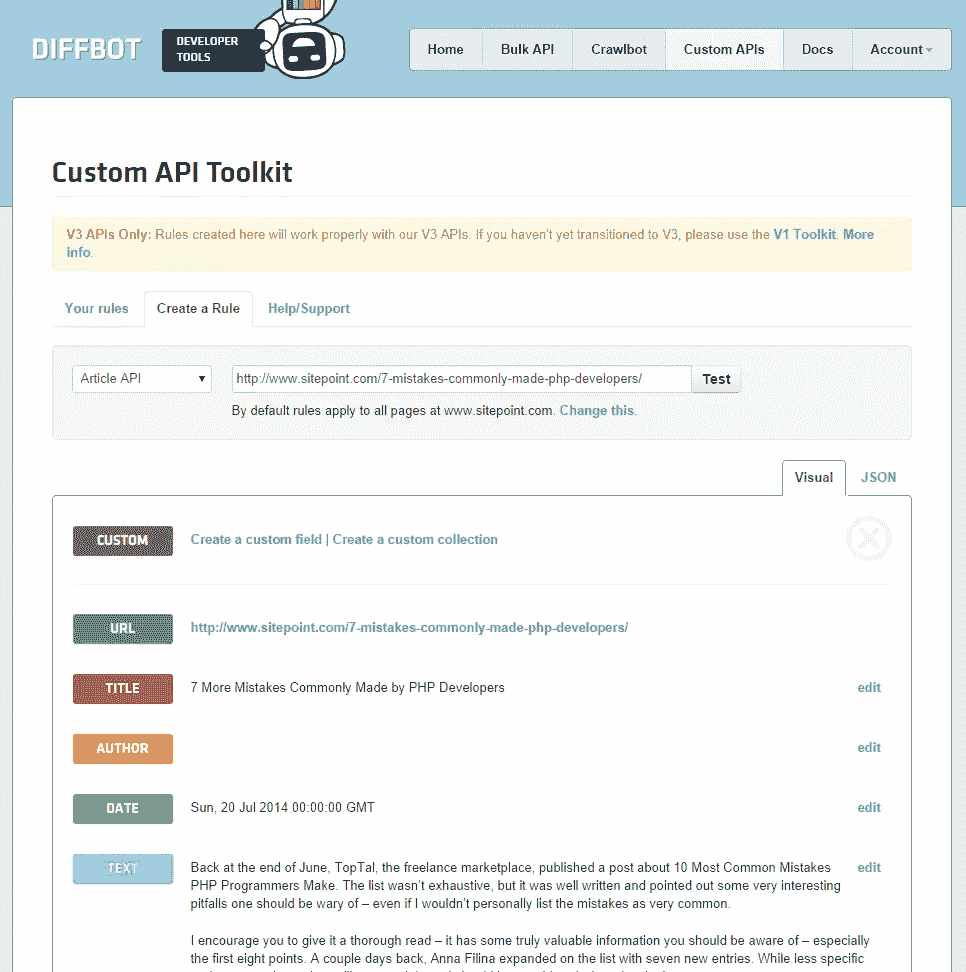 DIFFBOT
DEVELOPER
TOOLS
Home
Bulk API
Crawlbot
Custom APIs
Docs
Account
Custom API Toolkit
V3 APIs Only: Rules created here will work properly with our V3 APIs. If you haven't yet transitioned to V3, please use the V1 Toolkit. More
info.
Your rules
Create a Rule
Help/Support
Article API
http://www.sitepoint.com/7-mistakes-commonly-made-php-developers/
Test
By default rules apply to all pages at www.sitepoint.com. Change this.
Visual
JSON
CUSTOM
Create a custom field | Create a custom collection
URL
http://www.sitepoint.com/7-mistakes-commonly-made-php-developers/
TITLE
7 More Mistakes Commonly Made by PHP Developers
edit
AUTHOR
edit
DATE
Sun, 20 Jul 2014 00:00:00 GMT
edit
TEXT
Back at the end of June, TopTal, the freelance marketplace, published a post about 10 Most Common Mistakes
edit
PHP Programmers Make. The list wasn't exhaustive, but it was well written and pointed out some very interesting
pitfalls one should be wary of – even if I wouldn't personally list the mistakes as very common.
I encourage you to give it a thorough read – it has some truly valuable information you should be aware of – especially
the first eight points. A couple days back, Anna Filina expanded on the list with seven new entries. While less specific